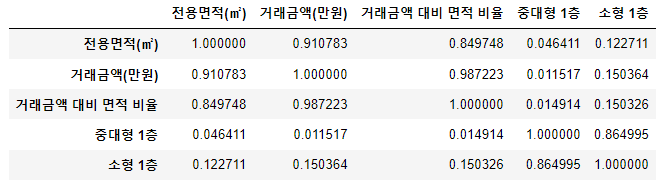 전용면적(㎡) 거래금액(만원) 거래금액 대비 면적 비율 중대형 1층 소형 1층
전용면적(㎡) 1.000000 0.910783 0.849748 0.046411 0.122711
거래금액(만원) 0.910783 1.000000 0.987223 0.011517 0.150364
거래금액 대비 면적 비율 0.849748 0.987223 1.000000 0.014914 0.150326
중대형 1층 0.046411 0.011517 0.014914 1.000000 0.864995
소형 1층 0.122711 0.150364 0.150326 0.864995 1.000000